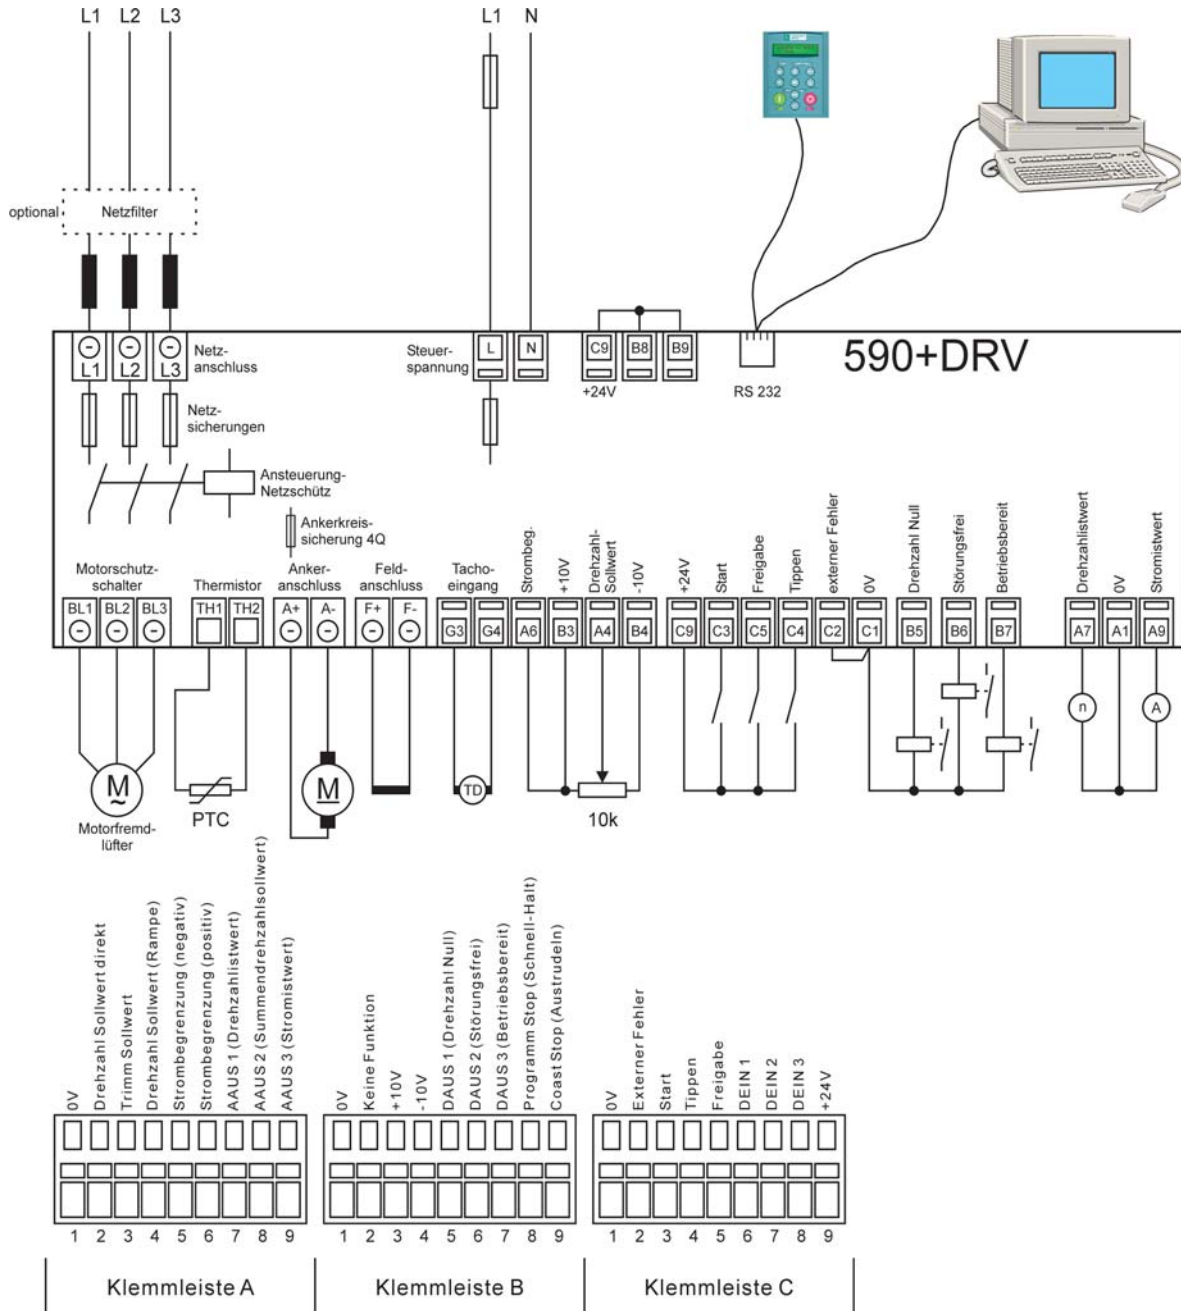 L1 L2 L3 L1 N
optional Netzfilter
L1 L2 L3
Netz-
anschluss
Steuer-
spannung
L N
C9 B8 B9
+24V
RS 232
590+DRV
Netz-
sicherungen
Ansteuerung-
Netzschütz
Ankerkreis-
sicherung 4Q
Motorschutz-
schalter
Thermistor
Anker-
anschluss
Feld-
anschluss
Tacho-
eingang
Strombeg.
+10V
Drehzahl-
Sollwert
-10V
+24V
Start
Freigabe
Tippen
externer Fehler
0V
Drehzahl Null
Störungsfrei
Betriebsbereit
Drehzahlistwert
0V
Stromistwert
BL1 BL2 BL3 TH1 TH2 A+ A- F+ F- G3 G4 A6 B3 A4 B4 C9 C3 C5 C4 C2 C1 B5 B6 B7 A7 A1 A9
M
~
Motorfremd-
lüfter
PTC
M
TD
10k
I
I
I
n
A
0V
Drehzahl Sollwert direkt
Trimm Sollwert
Drehzahl Sollwert (Rampe)
Strombegrenzung (negativ)
Strombegrenzung (positiv)
AAUS 1 (Drehzahlistwert)
AAUS 2 (Summendrehzahlsollwert)
AAUS 3 (Stromistwert)
1 2 3 4 5 6 7 8 9
Klemmleiste A
0V
Keine Funktion
+10V
-10V
DAUS 1 (Drehzahl Null)
DAUS 2 (Störungsfrei)
DAUS 3 (Betriebsbereit)
Programm Stop (Schnell-Halt)
Coast Stop (Austrudeln)
1 2 3 4 5 6 7 8 9
Klemmleiste B
0V
Externer Fehler
Start
Tippen
Freigabe
DEIN 1
DEIN 2
DEIN 3
+24V
1 2 3 4 5 6 7 8 9
Klemmleiste C